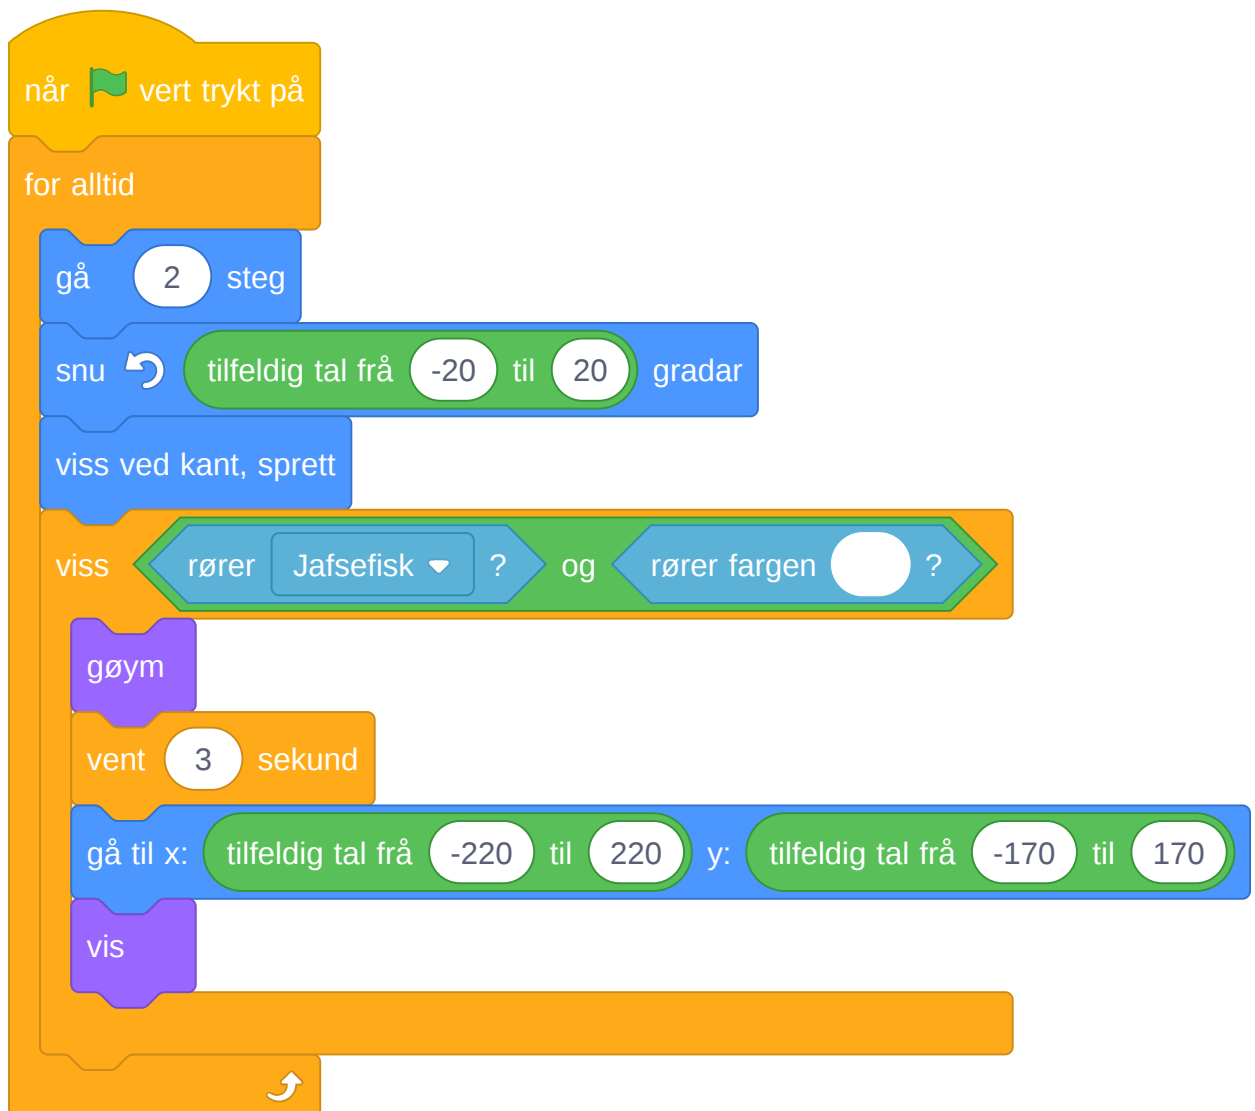 når vert trykt på
for alltid
gå 2 steg
snu tilfeldig tal frå -20 til 20 gradar
viss ved kant, sprett
viss rører Jafsefisk ? og rører fargen ?
gøym
vent 3 sekund
gå til x: tilfeldig tal frå -220 til 220 y: tilfeldig tal frå -170 til 170
vis